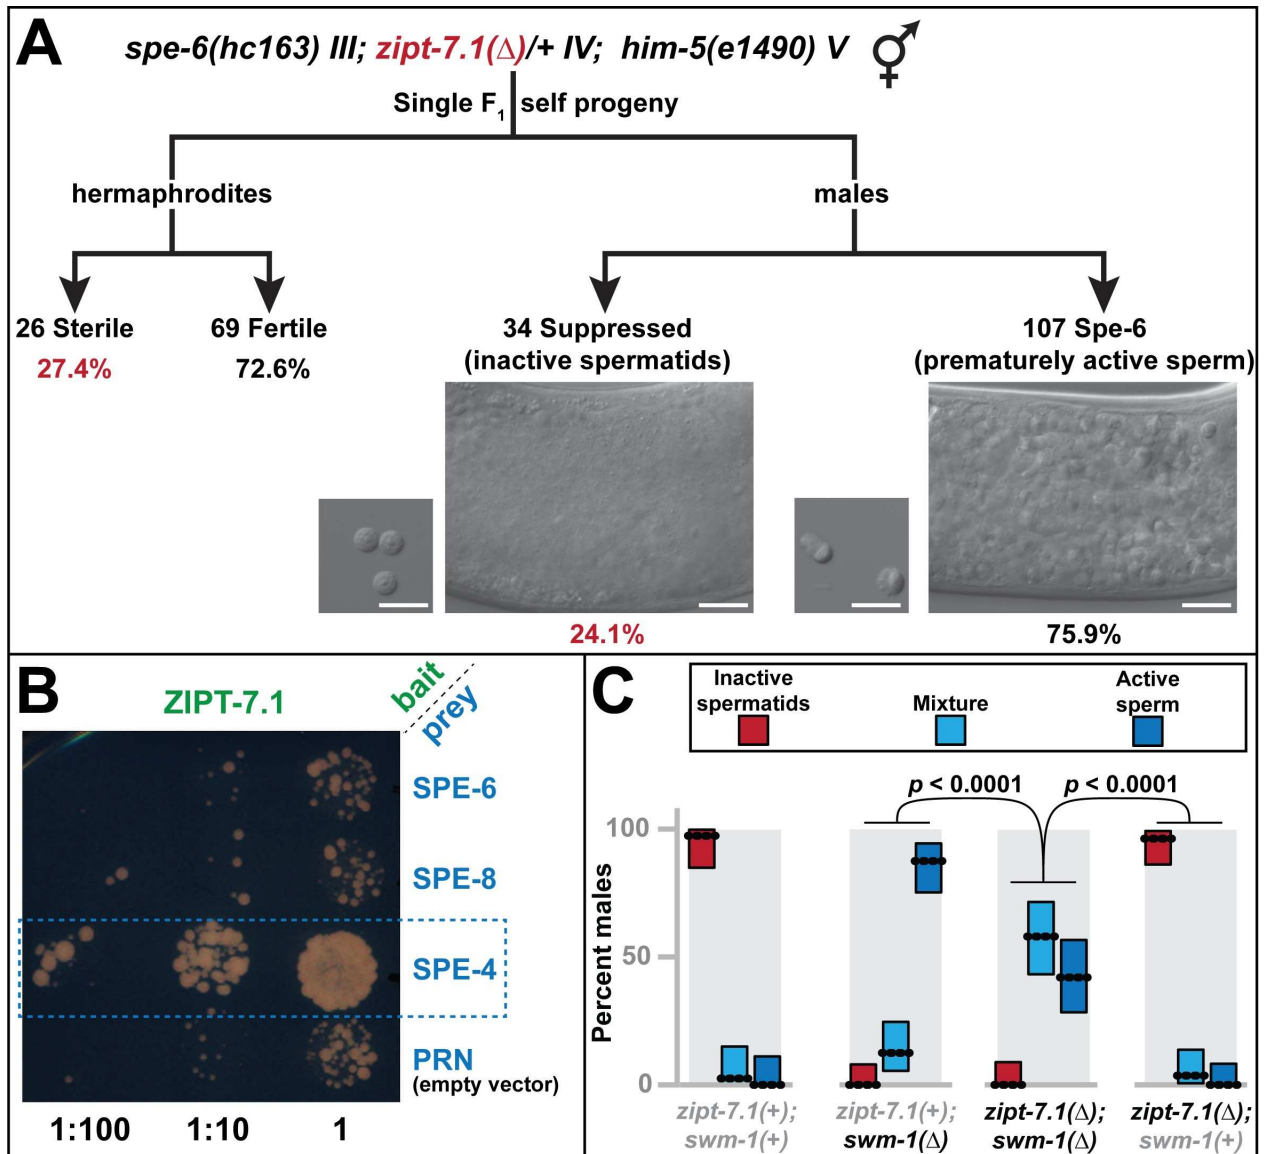 A
spe-6(hc163) III; zipt-7.1(Δ)/+ IV; him-5(e1490) V
Single F1 self progeny
hermaphrodites
males
26 Sterile
27.4%
69 Fertile
72.6%
34 Suppressed
(inactive spermatids)
24.1%
107 Spe-6
(prematurely active sperm)
75.9%
B
ZIPT-7.1
bait
prey
SPE-6
SPE-8
SPE-4
PRN
(empty vector)
1:100 1:10 1
C
Inactive
spermatids
Mixture
Active
sperm
p < 0.0001
p < 0.0001
Percent males
100
50
0
zipt-7.1(+);
swm-1(+)
zipt-7.1(+);
swm-1(Δ)
zipt-7.1(Δ);
swm-1(Δ)
zipt-7.1(Δ);
swm-1(+)